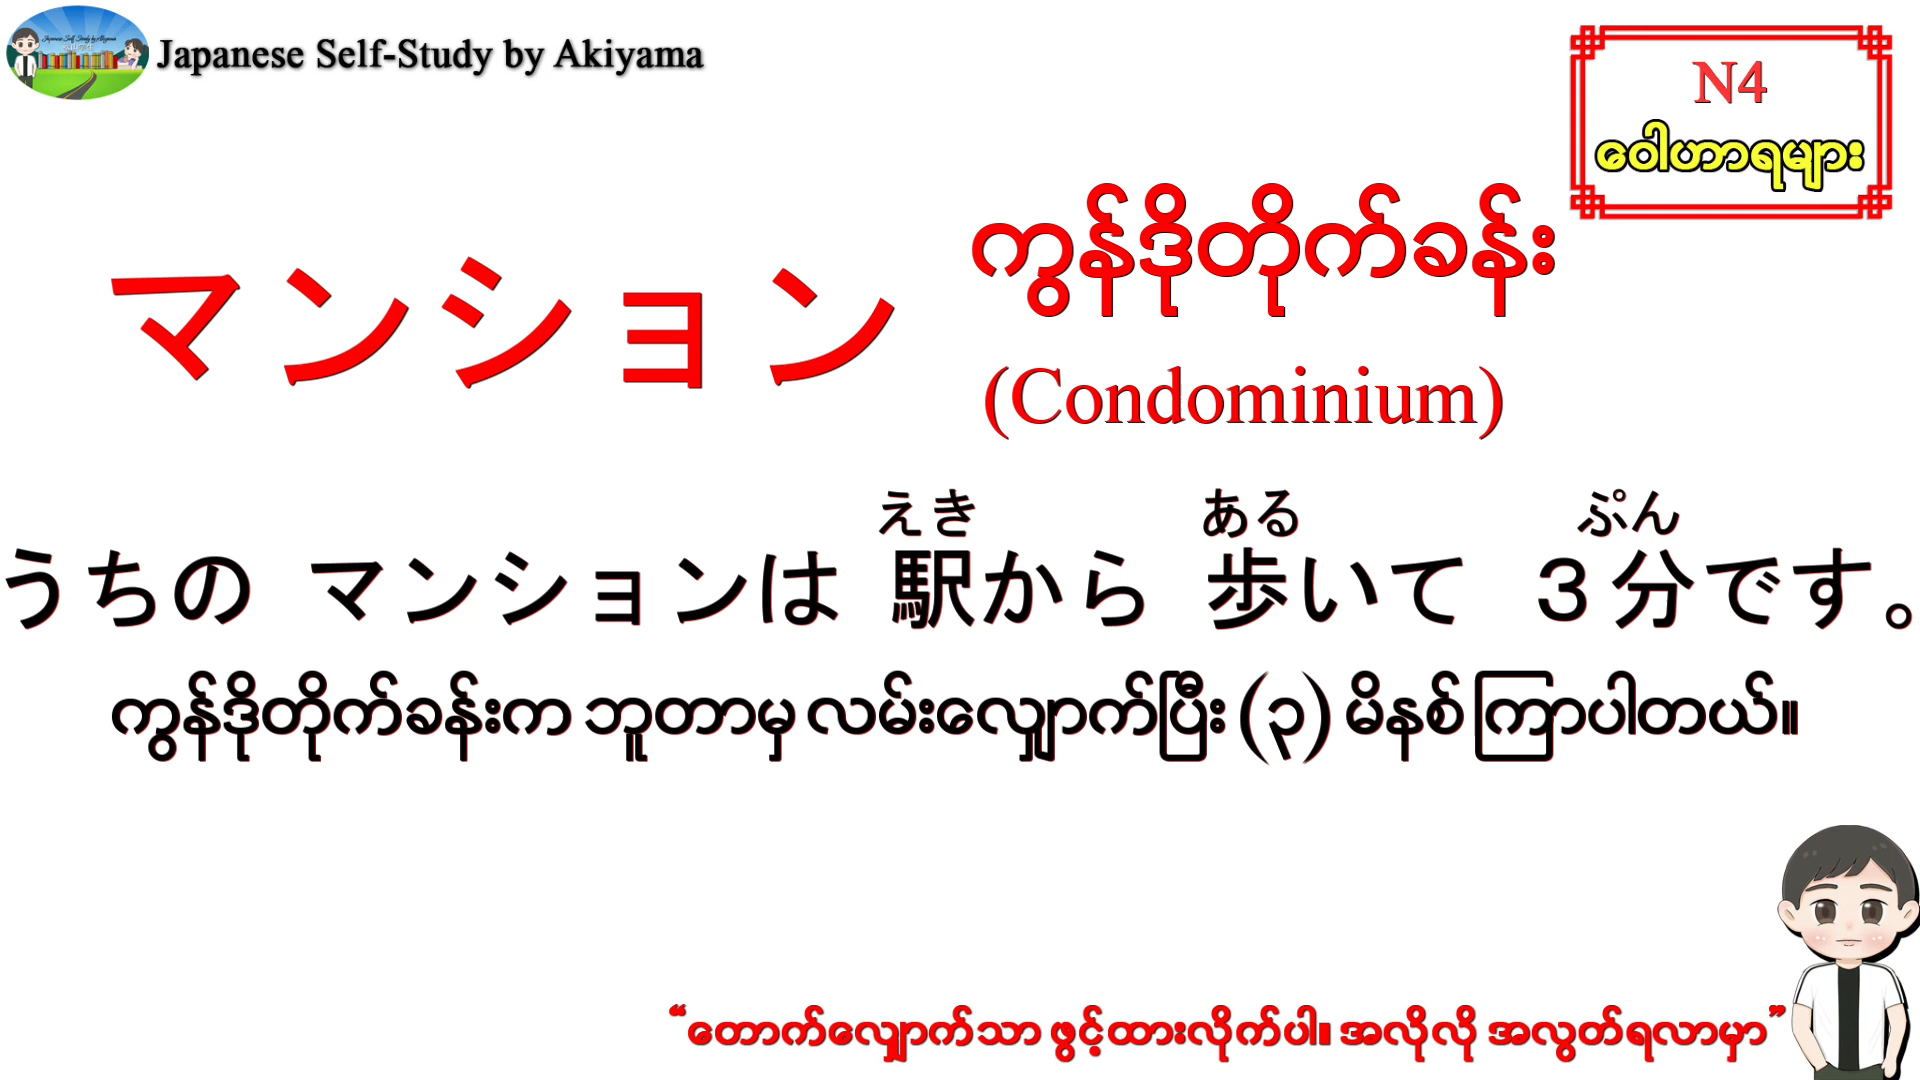 Japanese Self-Study by Akiyama
N4
ဝေါဟာရများ
マンション
ကွန်ဒိုတိုက်ခန်း
(Condominium)
えき ある ぷん
うちの マンションは 駅から 歩いて 3分です。
ကွန်ဒိုတိုက်ခန်းက ဘူတာမှ လမ်းလျှောက်ပြီး (၃) မိနစ် ကြာပါတယ်။
“တောက်လျှောက်သာ ဖွင့်ထားလိုက်ပါ။ အလိုလို အလွတ်ရလာမှာ”